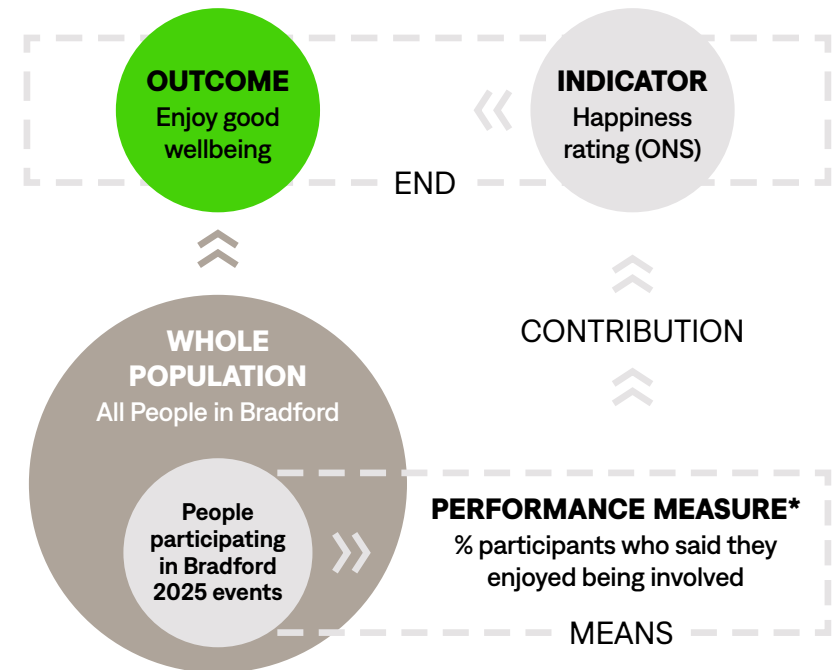 OUTCOME
Enjoy good
wellbeing
INDICATOR
Happiness
rating (ONS)
END
WHOLE
POPULATION
All People in Bradford
CONTRIBUTION
People
participating
in Bradford
2025 events
PERFORMANCE MEASURE*
% participants who said they
enjoyed being involved
MEANS